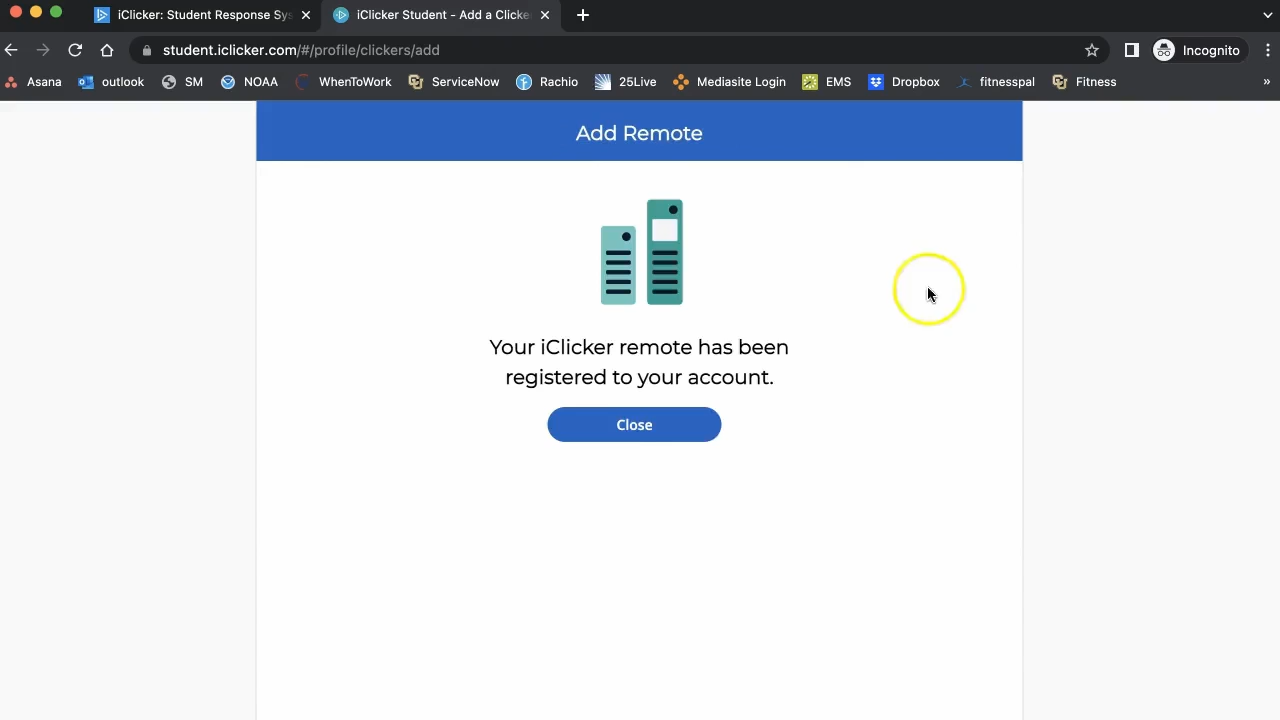 iClicker: Student Response Sys
iClicker Student - Add a Clicke
student.iclicker.com/#/profile/clickers/add
Incognito
Asana
outlook
SM
NOAA
WhenToWork
ServiceNow
Rachio
25Live
Mediasite Login
EMS
Dropbox
fitnesspal
Fitness
»
Add Remote
Your iClicker remote has been
registered to your account.
Close